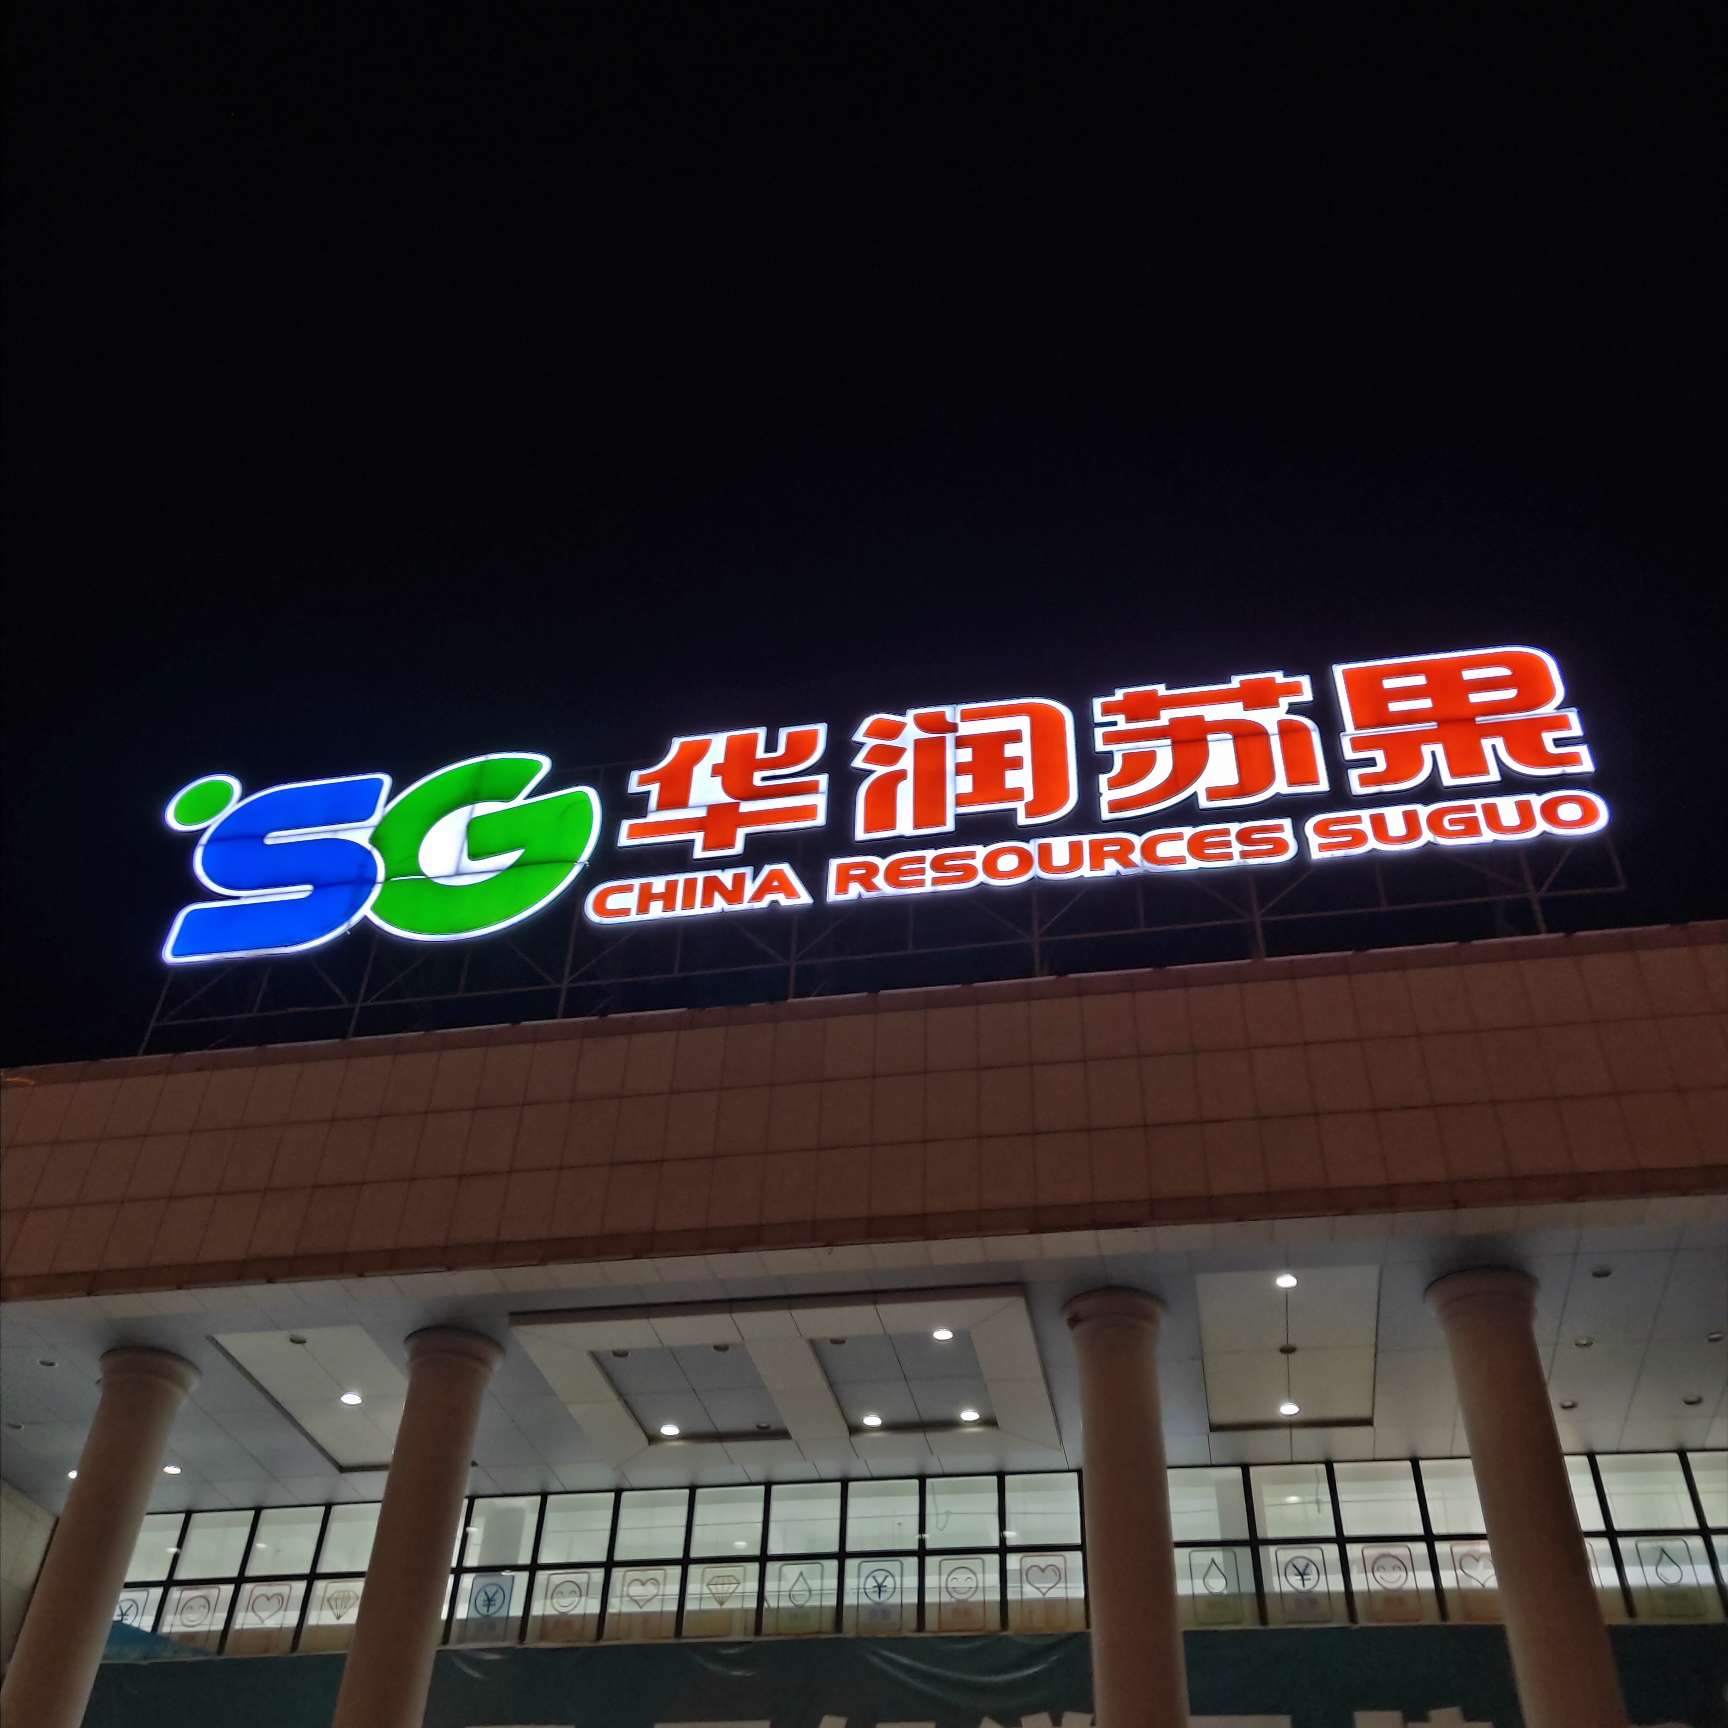 SG 华润苏果
CHINA RESOURCES SUGUO